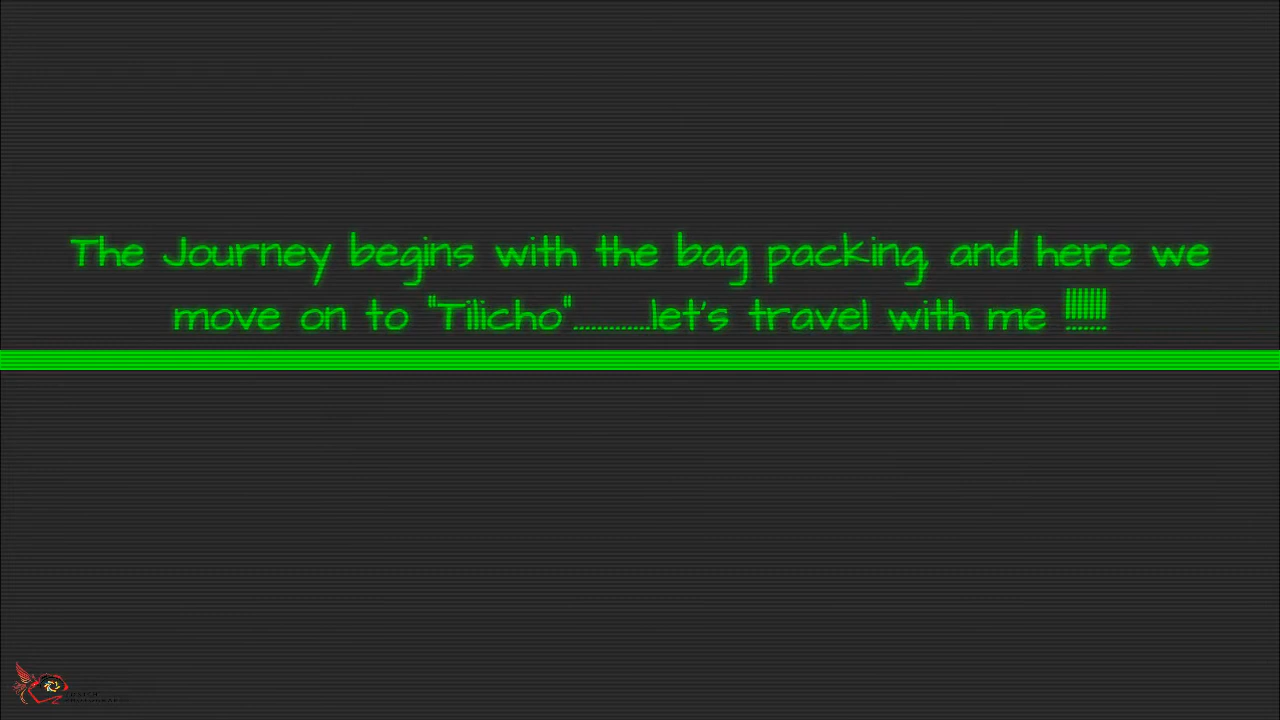 The Journey begins with the bag packing, and here we
move on to "Tilicho".............let's travel with me !!!!!!!